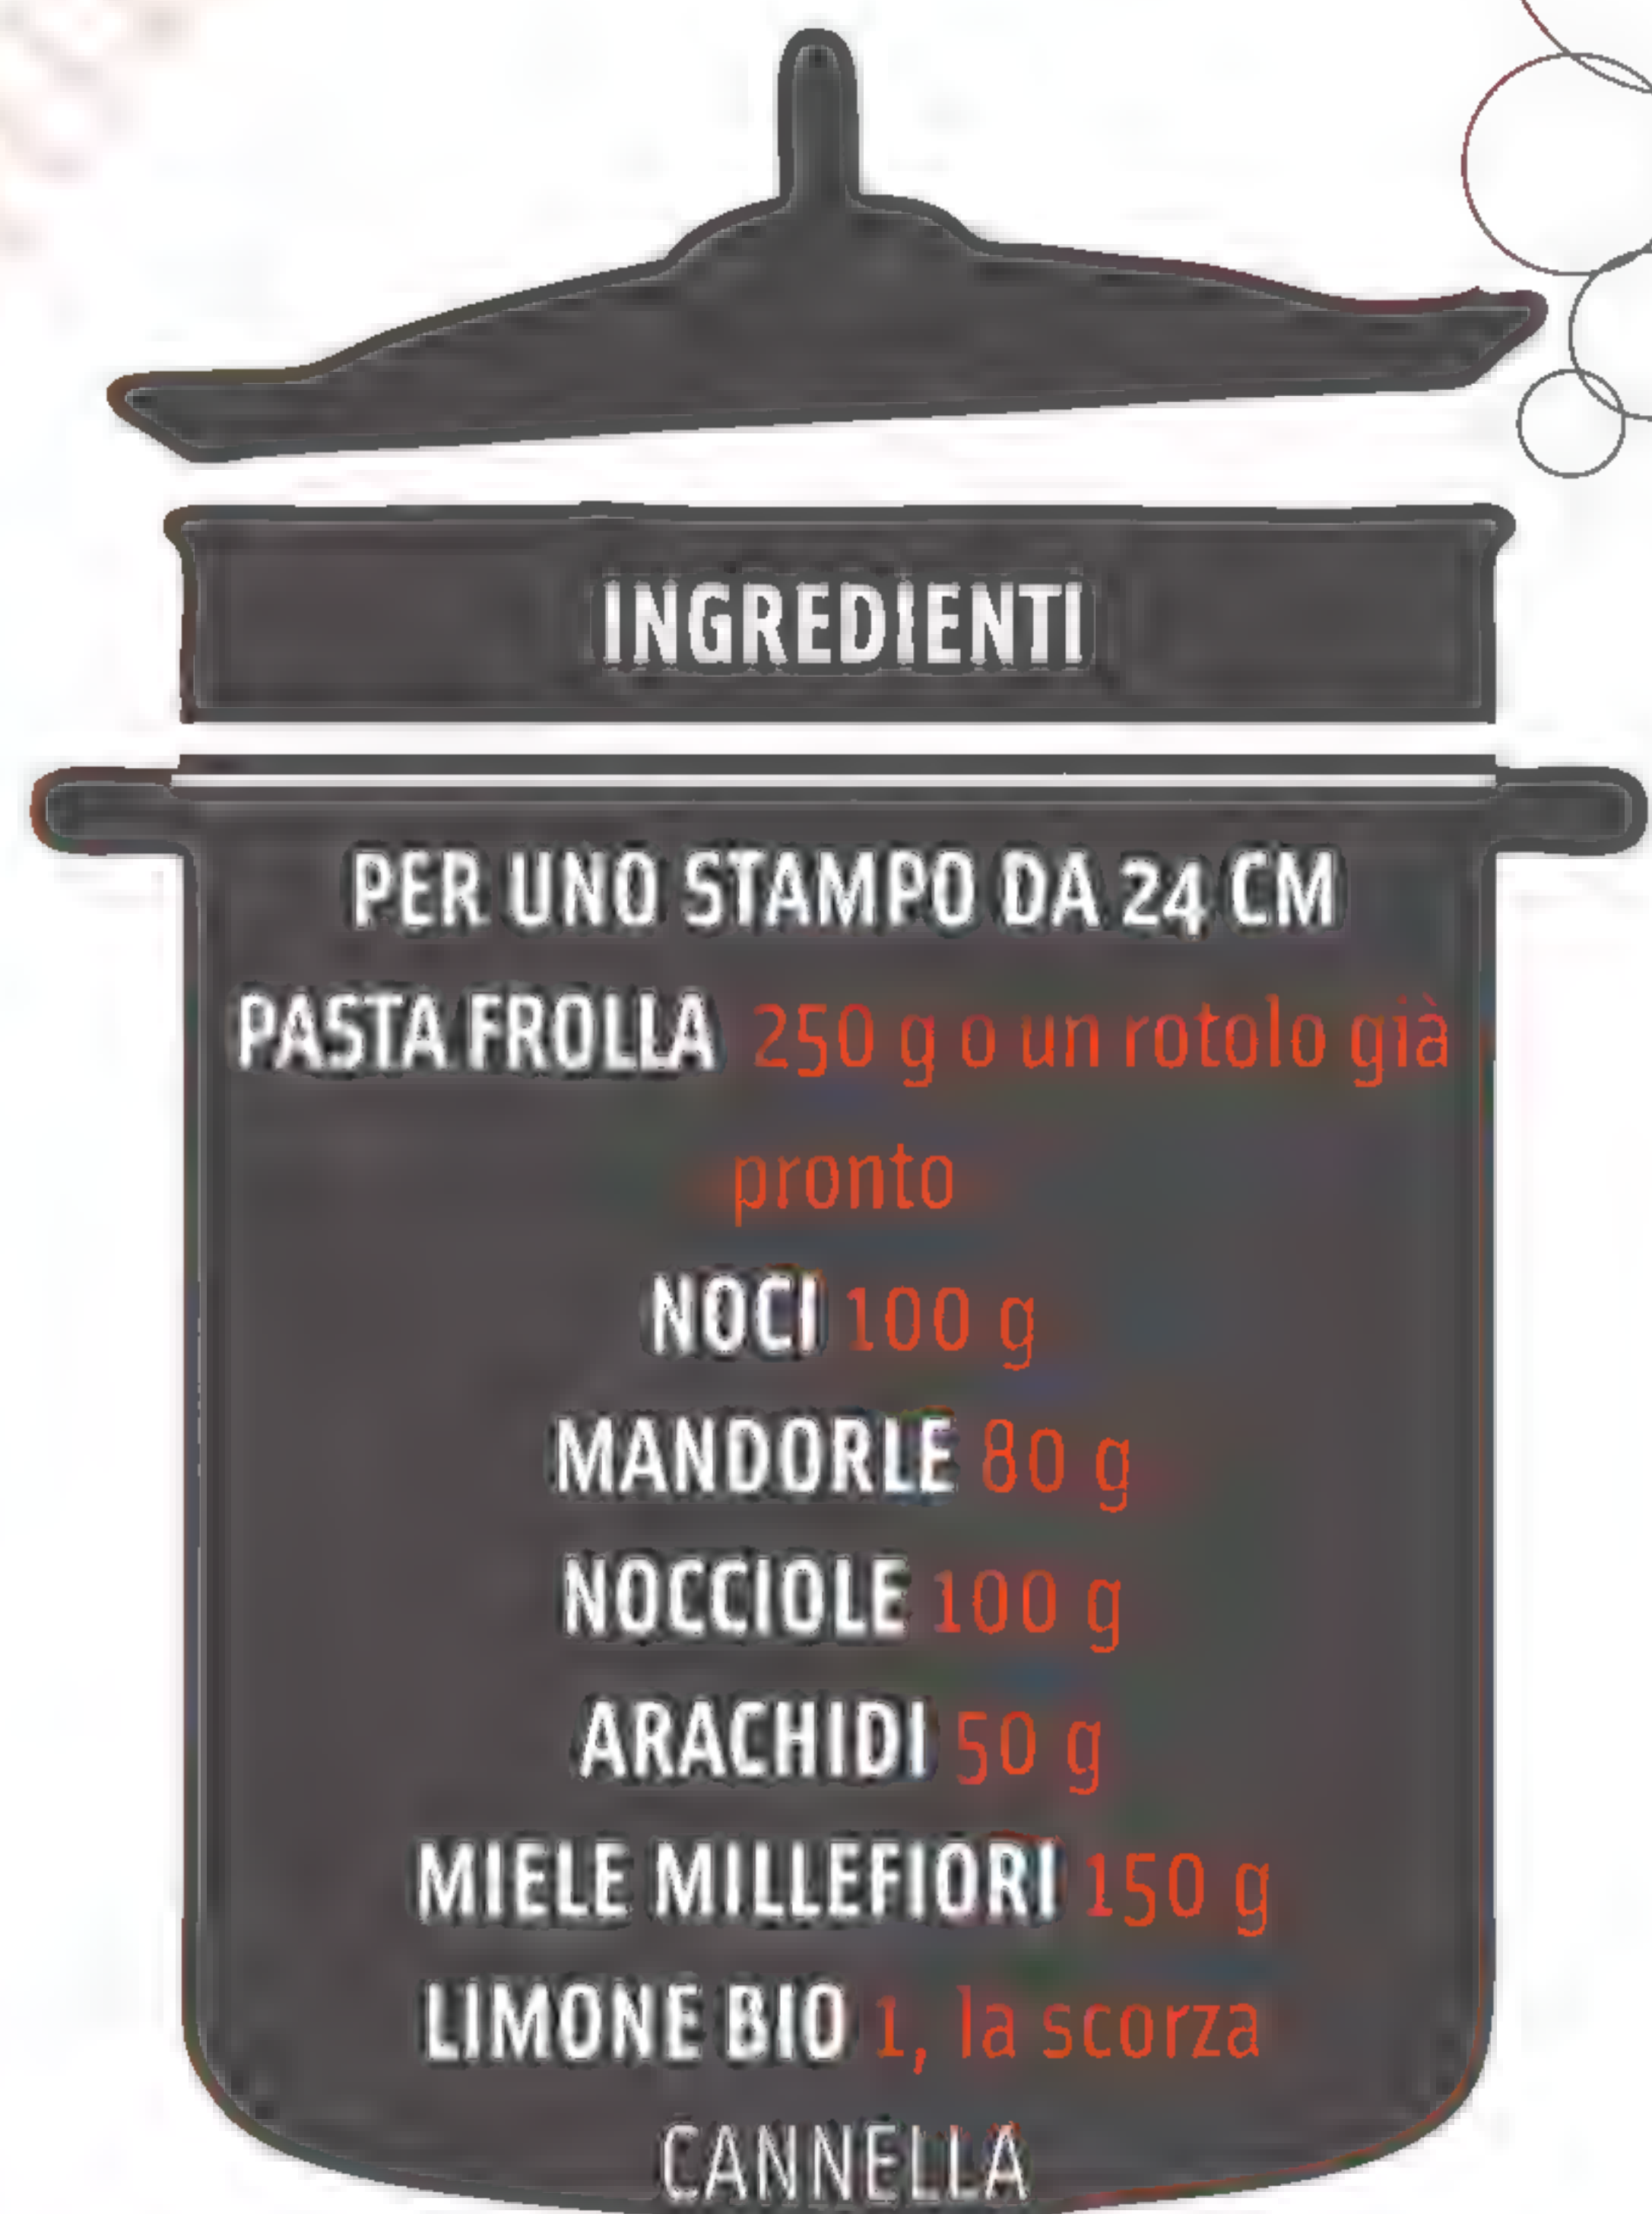 INGREDIENTI
PER UNO STAMPO DA 24 CM
PASTA FROLLA 250 g o un rotolo già
pronto
NOCI 100 g
MANDORLE 80 g
NOCCIOLE 100 g
ARACHIDI 50 g
MIELE MILLEFIORI 150 g
LIMONE BIO 1, la scorza
CANNELLA